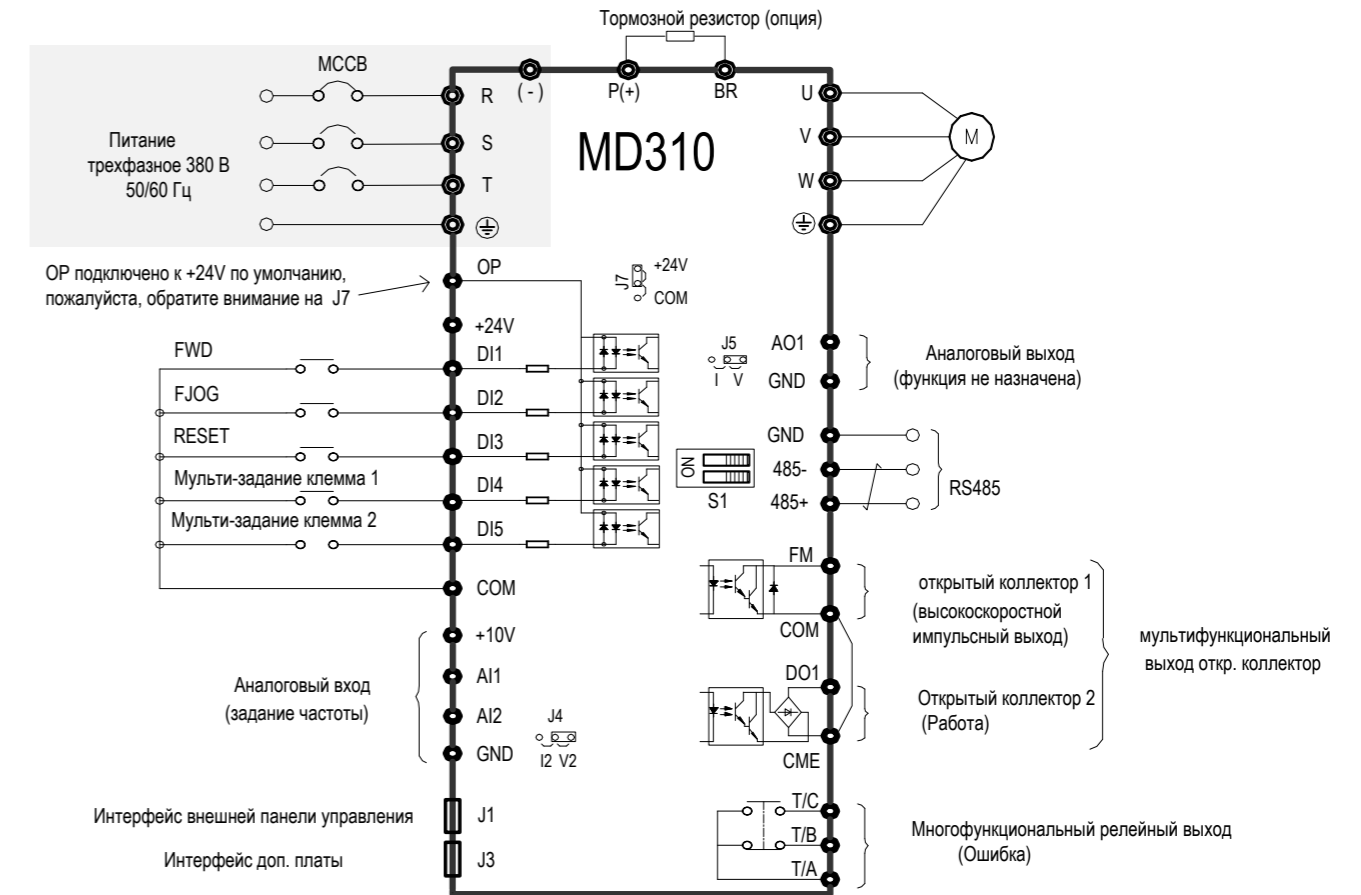 Тормозной резистор (опция)
MCCB
R
( - )
P(+)
BR
U
Питание
трехфазное 380 В
50/60 Гц
S
MD310
V
M
T
W
OP подключено к +24V по умолчанию,
пожалуйста, обратите внимание на J7
OP
J7
+24V
COM
+24V
FWD
DI1
FJOG
DI2
RESET
DI3
Мульти-задание клемма 1
DI4
Мульти-задание клемма 2
DI5
COM
J5
I V
AO1
GND
Аналоговый выход
(функция не назначена)
ON
S1
GND
485-
485+
RS485
FM
COM
открытый коллектор 1
(высокоскоростной
импульсный выход)
DO1
CME
Открытый коллектор 2
(Работа)
мультифункциональный
выход откр. коллектор
+10V
AI1
Аналоговый вход
(задание частоты)
AI2
GND
J4
I2 V2
Интерфейс внешней панели управления
J1
Интерфейс доп. платы
J3
T/C
T/B
T/A
Многофункциональный релейный выход
(Ошибка)